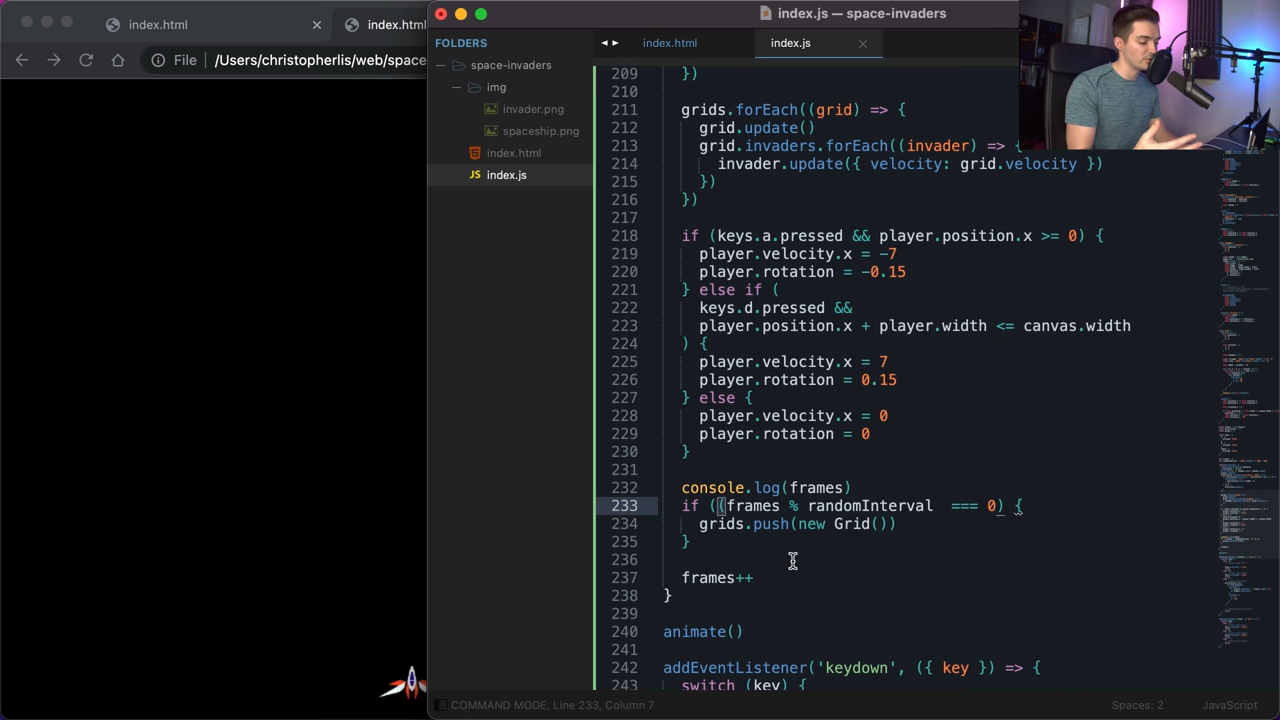 index.html
index.html
File
/Users/christopherlis/web/space
index.js — space-invaders
FOLDERS
space-invaders
img
invader.png
spaceship.png
index.html
JS index.js
index.html
index.js
209 })
210
211 grids.forEach((grid) => {
212 grid.update()
213 grid.invaders.forEach((invader) => {
214 invader.update({ velocity: grid.velocity })
215 })
216 })
217
218 if (keys.a.pressed && player.position.x >= 0) {
219 player.velocity.x = -7
220 player.rotation = -0.15
221 } else if (
222 keys.d.pressed &&
223 player.position.x + player.width <= canvas.width
224 ) {
225 player.velocity.x = 7
226 player.rotation = 0.15
227 } else {
228 player.velocity.x = 0
229 player.rotation = 0
230 }
231
232 console.log(frames)
233 if ((frames % randomInterval  === 0) {
234 grids.push(new Grid())
235 }
236
237 frames++
238 }
239
240 animate()
241
242 addEventListener('keydown', ({ key }) => {
243 switch (key) {
COMMAND MODE, Line 233, Column 7
Spaces: 2
JavaScript